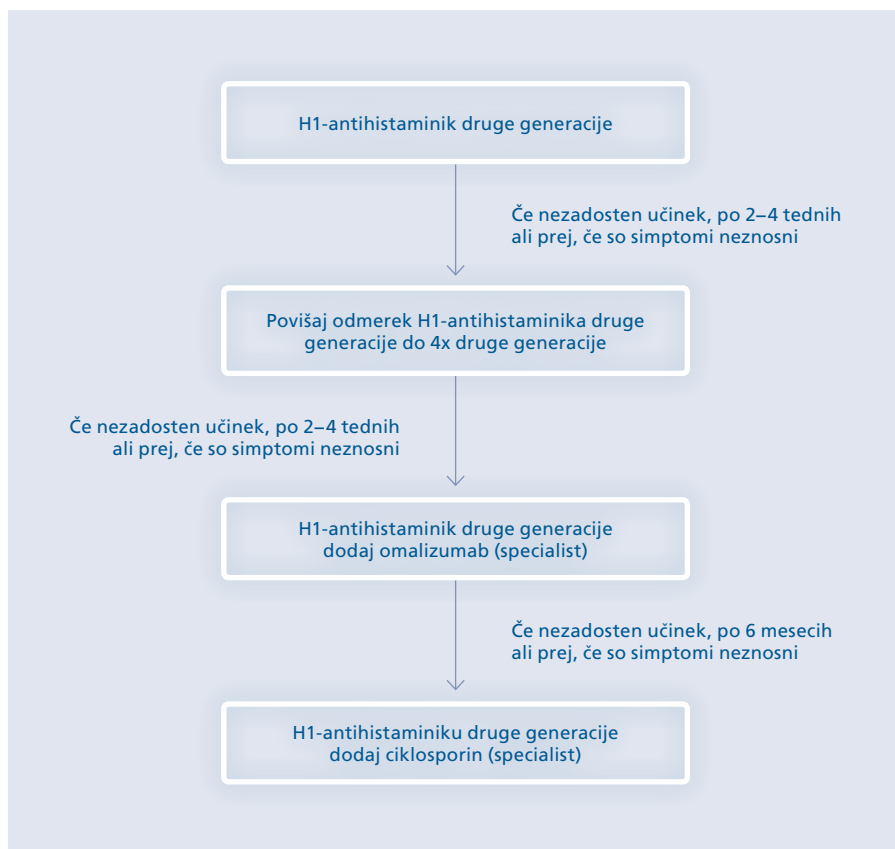 H1-antihistaminik druge generacije
Če nezadosten učinek, po 2–4 tednih
ali prej, če so simptomi neznosni
Povišaj odmerek H1-antihistaminika druge
generacije do 4x druge generacije
Če nezadosten učinek, po 2–4 tednih
ali prej, če so simptomi neznosni
H1-antihistaminik druge generacije
dodaj omalizumab (specialist)
Če nezadosten učinek, po 6 mesecih
ali prej, če so simptomi neznosni
H1-antihistaminiku druge generacije
dodaj ciklosporin (specialist)